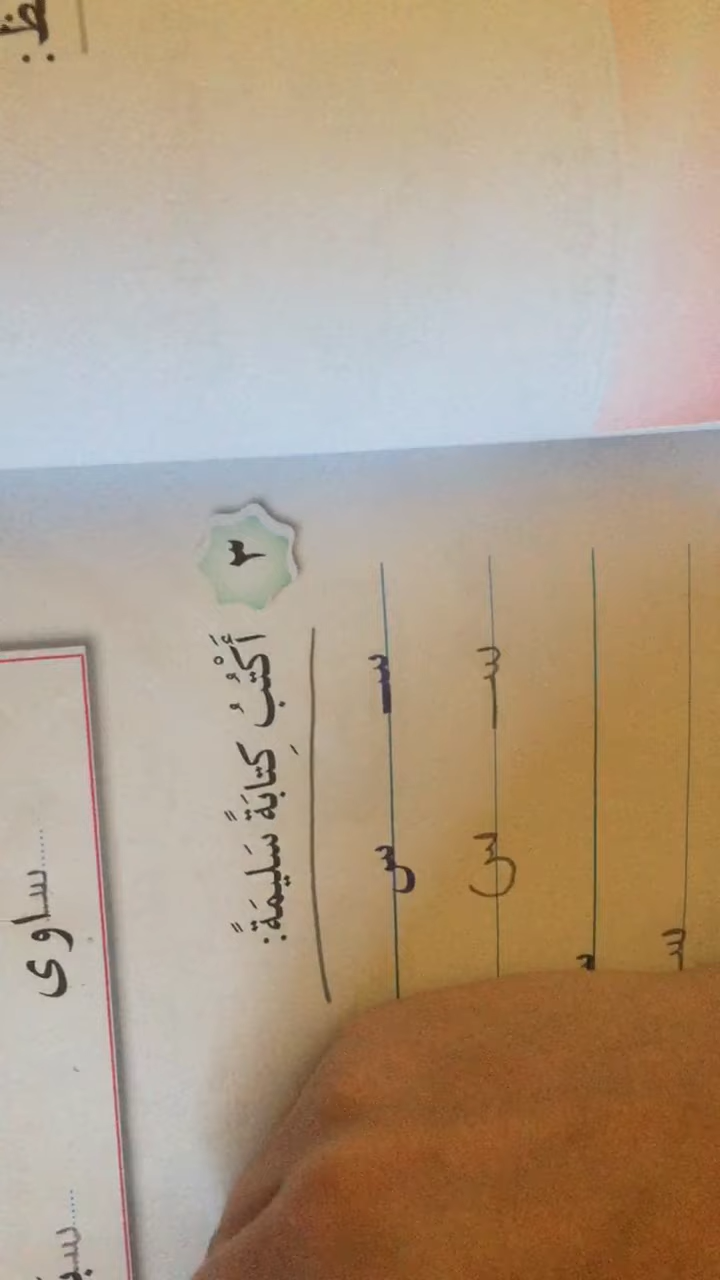 ظ:
ساوى
٣ أَكْتُبُ كِتابَةً سَليمَةً:
سـ س
سـ س